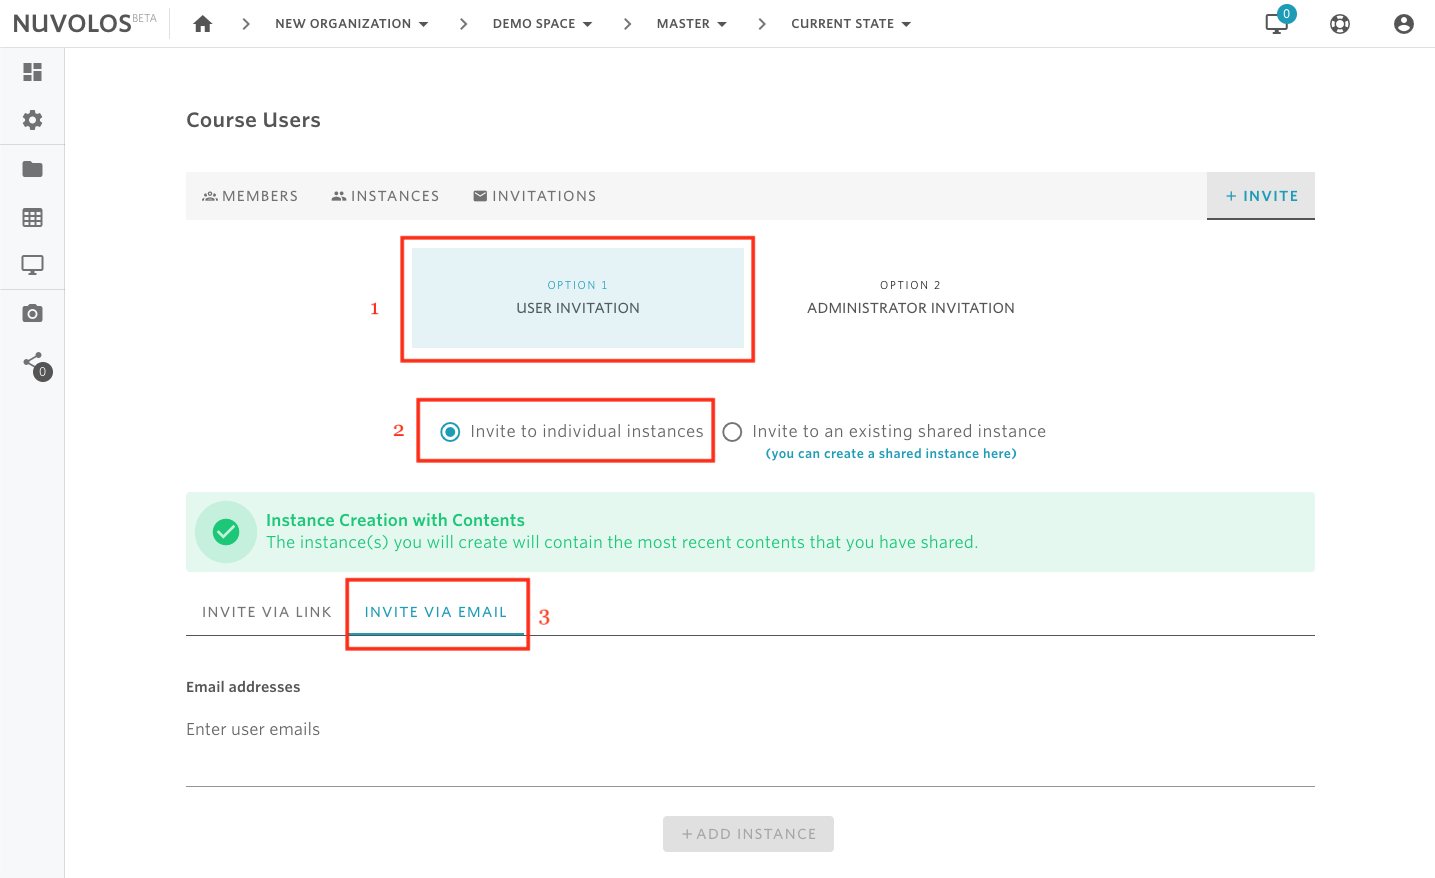 NUVOLOS BETA NEW ORGANIZATION DEMO SPACE MASTER CURRENT STATE 0
0
Course Users
MEMBERS INSTANCES INVITATIONS + INVITE
OPTION 1
USER INVITATION
OPTION 2
ADMINISTRATOR INVITATION
1
2
Invite to individual instances
Invite to an existing shared instance
(you can create a shared instance here)
Instance Creation with Contents
The instance(s) you will create will contain the most recent contents that you have shared.
INVITE VIA LINK INVITE VIA EMAIL 3
Email addresses
Enter user emails
+ ADD INSTANCE